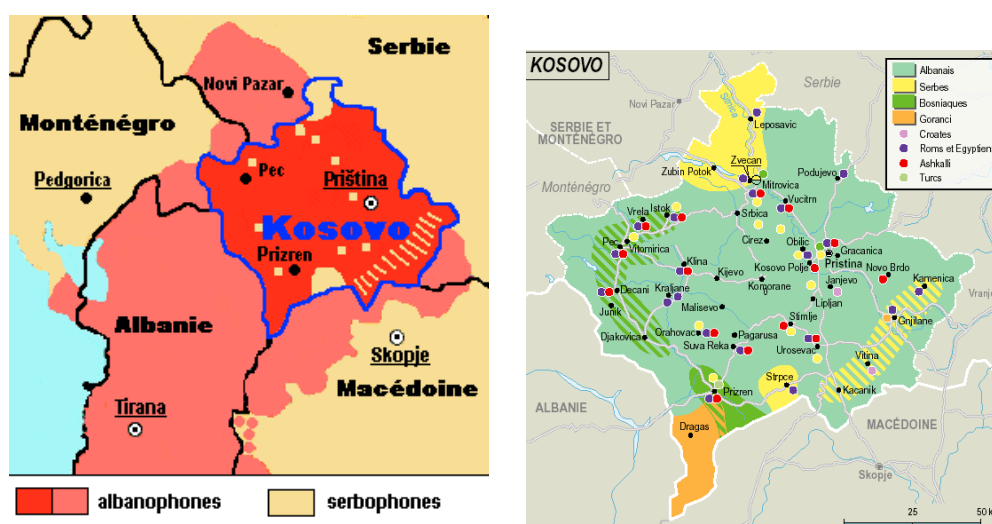 Serbie
Novi Pazar
Monténégro
Pec
Priština
Pedgorica
Kosovo
Prizren
Albanie
Skopje
Macédoine
Tirana
albanophones
serbophones
KOSOVO
Albanais
Serbes
Bosniaques
Goranci
Croates
Roms et Egyptiens
Ashkalli
Turcs
Serbie
Novi Pazar
SERBIE ET
MONTÉNÉGRO
Monténégro
Leposavic
Zvecan
Zubin Potok
Mitrovica
Podujevo
Vucitrn
Istok
Vrela
Srbica
Pec
Vitomirica
Cirez
Obilic
Gracanica
Pristina
Klina
Kosovo Polje
Novo Brdo
Kijevo
Komorane
Janjevo
Kamenica
Decani
Kraljane
Vranje
Junik
Malisevo
Lipljan
Stimlje
Gnjilane
Djakovica
Orahovac
Pagarusa
Suva Reka
Urosevac
Vitina
Strpce
Prizren
Kacanik
ALBANIE
Dragas
MACÉDOINE
Skopje
25